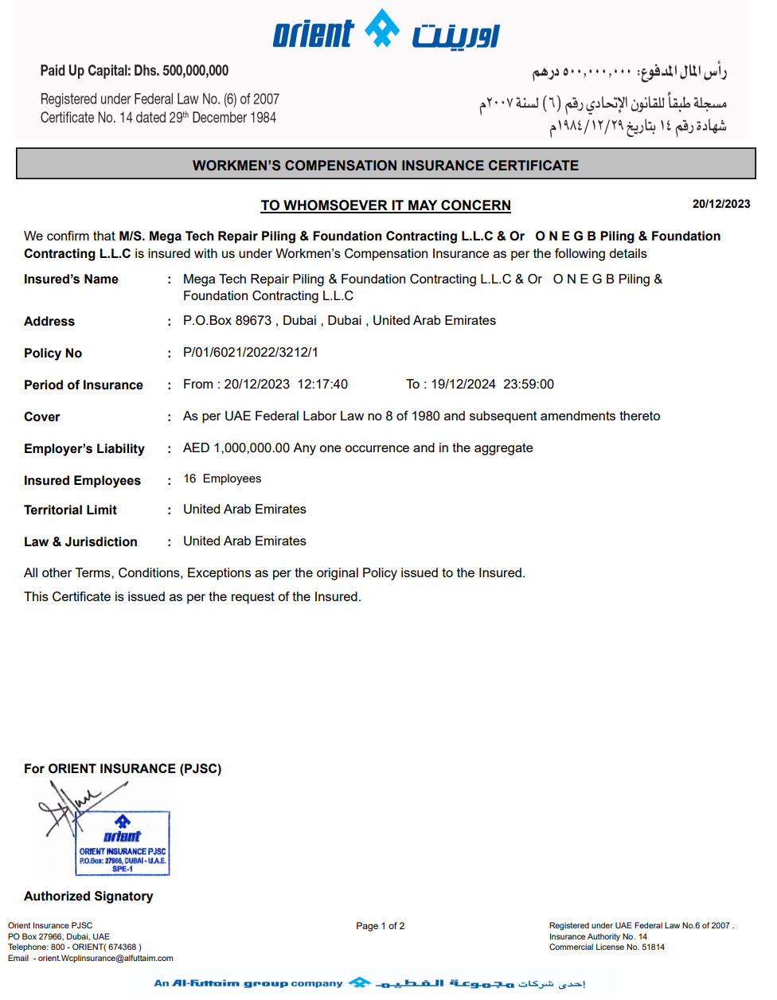 orient اورينت
Paid Up Capital: Dhs. 500,000,000
رأس المال المدفوع: ٥٠٠,٠٠٠,٠٠٠ درهم
Registered under Federal Law No. (6) of 2007
مسجلة طبقاً للقانون الإتحادي رقم (٦) لسنة ٢٠٠٧م
Certificate No. 14 dated 29th December 1984
شهادة رقم ١٤ بتاريخ ١٩٨٤/١٢/٢٩م
WORKMEN'S COMPENSATION INSURANCE CERTIFICATE
TO WHOMSOEVER IT MAY CONCERN
20/12/2023
We confirm that M/S. Mega Tech Repair Piling & Foundation Contracting L.L.C & Or O N E G B Piling & Foundation
Contracting L.L.C is insured with us under Workmen's Compensation Insurance as per the following details
Insured's Name : Mega Tech Repair Piling & Foundation Contracting L.L.C & Or O N E G B Piling &
Foundation Contracting L.L.C
Address : P.O.Box 89673 , Dubai , Dubai , United Arab Emirates
Policy No : P/01/6021/2022/3212/1
Period of Insurance : From : 20/12/2023 12:17:40 To : 19/12/2024 23:59:00
Cover : As per UAE Federal Labor Law no 8 of 1980 and subsequent amendments thereto
Employer's Liability : AED 1,000,000.00 Any one occurrence and in the aggregate
Insured Employees : 16 Employees
Territorial Limit : United Arab Emirates
Law & Jurisdiction : United Arab Emirates
All other Terms, Conditions, Exceptions as per the original Policy issued to the Insured.
This Certificate is issued as per the request of the Insured.
For ORIENT INSURANCE (PJSC)
orient
ORIENT INSURANCE PJSC
P.O.Box: 27966, DUBAI - U.A.E.
SPE-1
Authorized Signatory
Orient Insurance PJSC
PO Box 27966, Dubai, UAE
Telephone: 800 - ORIENT( 674368 )
Email - orient.Wcplinsurance@alfuttaim.com
Page 1 of 2
Registered under UAE Federal Law No.6 of 2007 .
Insurance Authority No. 14
Commercial License No. 51814
An Al-Futtaim group company إحدى شركات مجموعة الفطيم